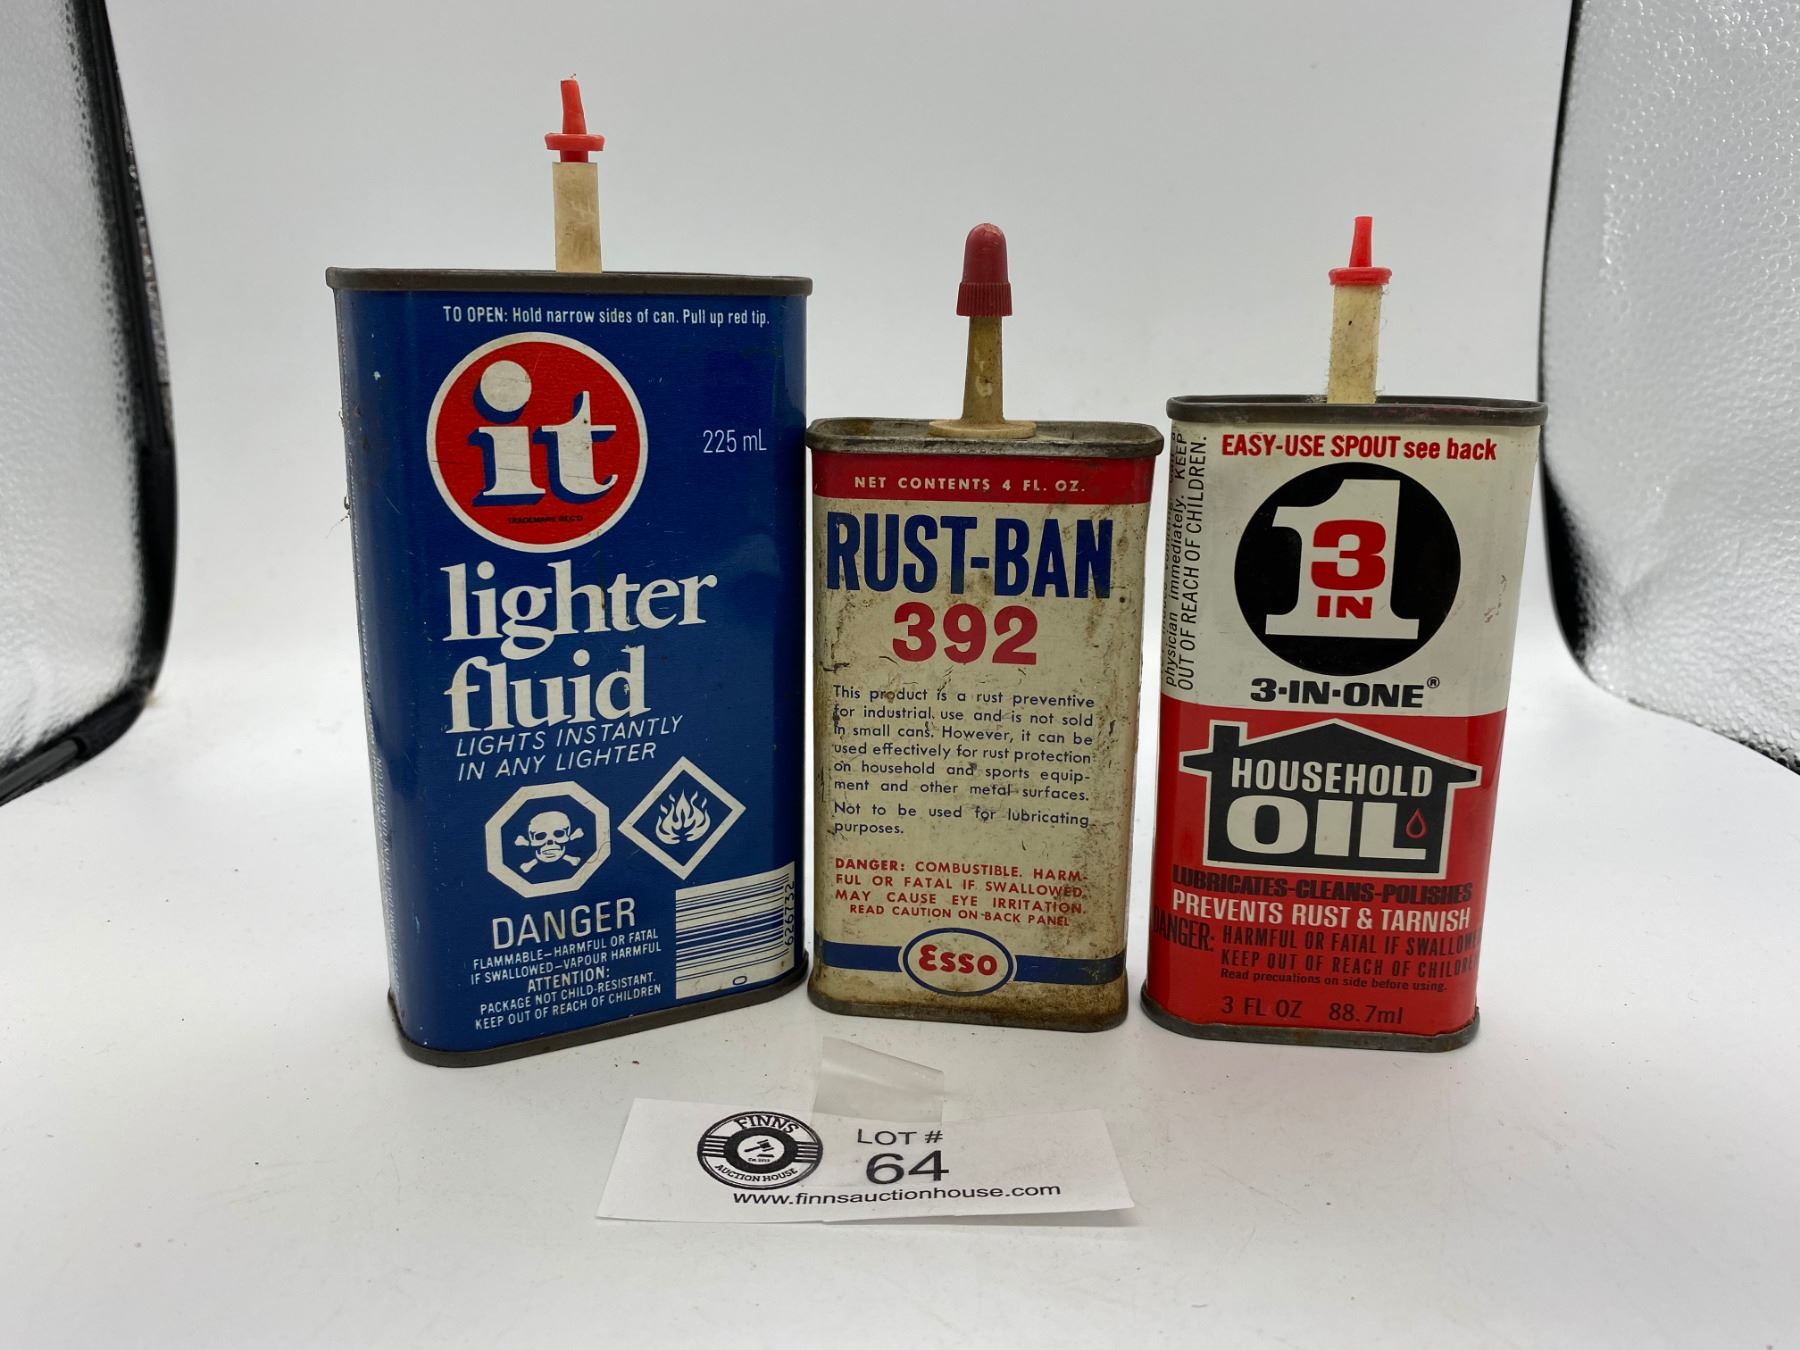 TO OPEN: Hold narrow sides of can. Pull up red tip.
it
TRADEMARK REG'D
225 mL
lighter
fluid
LIGHTS INSTANTLY
IN ANY LIGHTER
DANGER
FLAMMABLE-HARMFUL OR FATAL
IF SWALLOWED-VAPOUR HARMFUL
ATTENTION:
PACKAGE NOT CHILD-RESISTANT.
KEEP OUT OF REACH OF CHILDREN
626732
0
NET CONTENTS 4 FL. OZ.
RUST-BAN
392
This product is a rust preventive
for industrial use and is not sold
in small cans. However, it can be
used effectively for rust protection
on household and sports equip-
ment and other metal surfaces.
Not to be used for lubricating
purposes.
DANGER: COMBUSTIBLE. HARM-
FUL OR FATAL IF SWALLOWED.
MAY CAUSE EYE IRRITATION.
READ CAUTION ON BACK PANEL
Esso
physician immediately. KEEP
OUT OF REACH OF CHILDREN.
EASY-USE SPOUT see back
3
IN
1
3-IN-ONE®
HOUSEHOLD
OIL
LUBRICATES-CLEANS-POLISHES
PREVENTS RUST & TARNISH
DANGER: HARMFUL OR FATAL IF SWALLOWE
KEEP OUT OF REACH OF CHILDRE
Read precuations on side before using.
3 FL OZ 88.7ml
FINNS
AUCTION HOUSE
LOT #
64
www.finnsauctionhouse.com